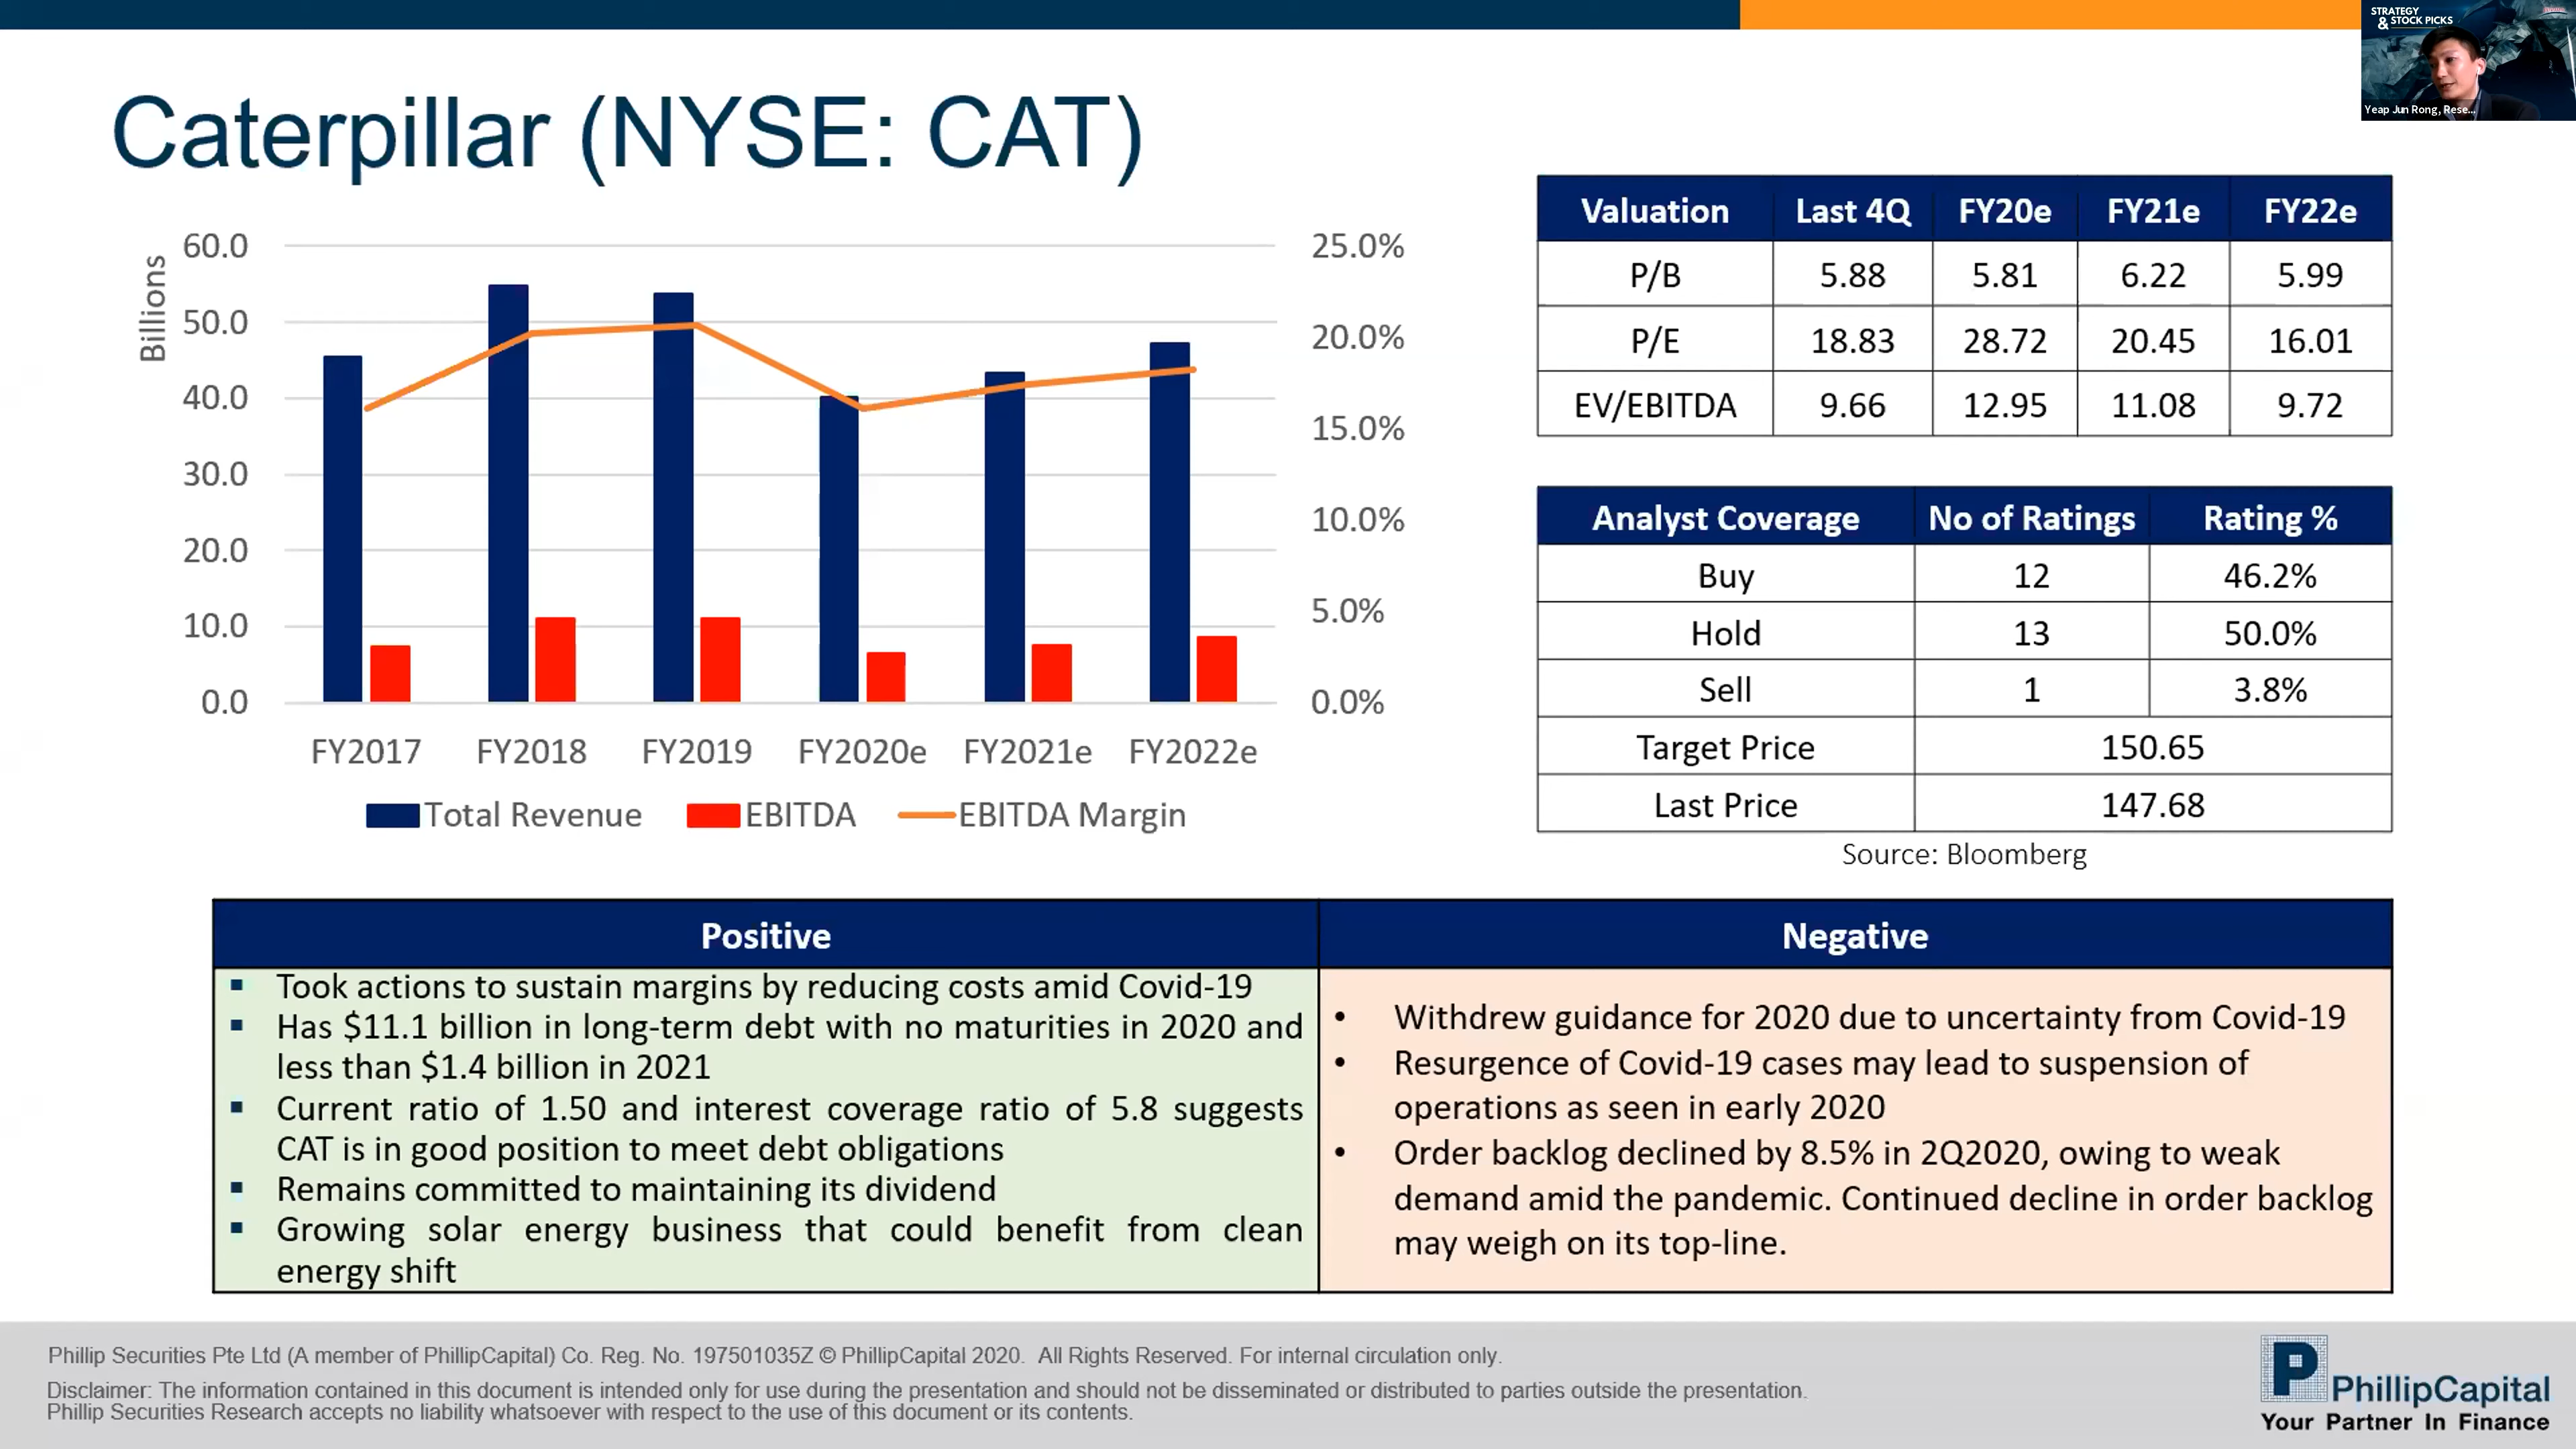 STRATEGY
& STOCK PICKS
Yeap Jun Rong, Rese...
Caterpillar (NYSE: CAT)
Billions
60.0
50.0
40.0
30.0
20.0
10.0
0.0
25.0%
20.0%
15.0%
10.0%
5.0%
0.0%
FY2017 FY2018 FY2019 FY2020e FY2021e FY2022e
Total Revenue EBITDA EBITDA Margin
Valuation Last 4Q FY20e FY21e FY22e
P/B 5.88 5.81 6.22 5.99
P/E 18.83 28.72 20.45 16.01
EV/EBITDA 9.66 12.95 11.08 9.72
Analyst Coverage No of Ratings Rating %
Buy 12 46.2%
Hold 13 50.0%
Sell 1 3.8%
Target Price 150.65
Last Price 147.68
Source: Bloomberg
Positive
▪ Took actions to sustain margins by reducing costs amid Covid-19
▪ Has $11.1 billion in long-term debt with no maturities in 2020 and
less than $1.4 billion in 2021
▪ Current ratio of 1.50 and interest coverage ratio of 5.8 suggests
CAT is in good position to meet debt obligations
▪ Remains committed to maintaining its dividend
▪ Growing solar energy business that could benefit from clean
energy shift
Negative
• Withdrew guidance for 2020 due to uncertainty from Covid-19
• Resurgence of Covid-19 cases may lead to suspension of
operations as seen in early 2020
• Order backlog declined by 8.5% in 2Q2020, owing to weak
demand amid the pandemic. Continued decline in order backlog
may weigh on its top-line.
Phillip Securities Pte Ltd (A member of PhillipCapital) Co. Reg. No. 197501035Z © PhillipCapital 2020. All Rights Reserved. For internal circulation only.
Disclaimer: The information contained in this document is intended only for use during the presentation and should not be disseminated or distributed to parties outside the presentation.
Phillip Securities Research accepts no liability whatsoever with respect to the use of this document or its contents.
P PhillipCapital
Your Partner In Finance